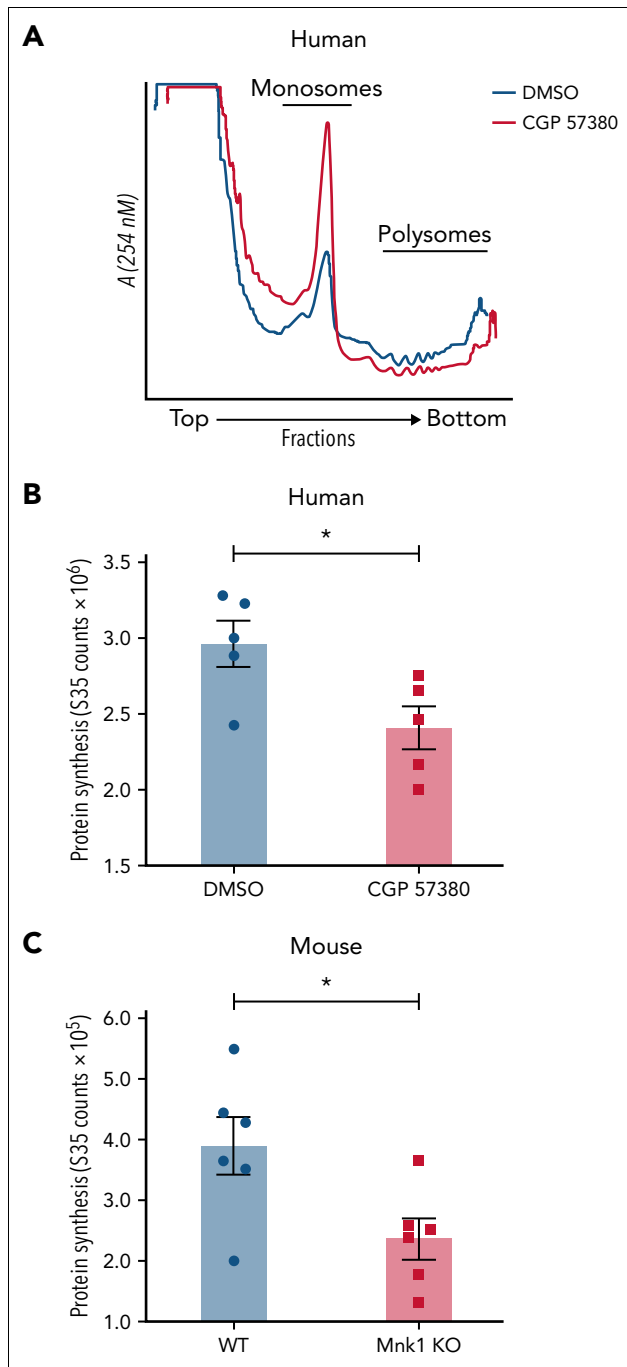 A
Human
Monosomes
DMSO
CGP 57380
Polysomes
A (254 nM)
Top
Bottom
Fractions
B
Human
*
Protein synthesis (S35 counts × 10⁶)
3.5
3.0
2.5
2.0
1.5
DMSO
CGP 57380
C
Mouse
*
Protein synthesis (S35 counts × 10⁵)
6.0
5.0
4.0
3.0
2.0
1.0
WT
Mnk1 KO